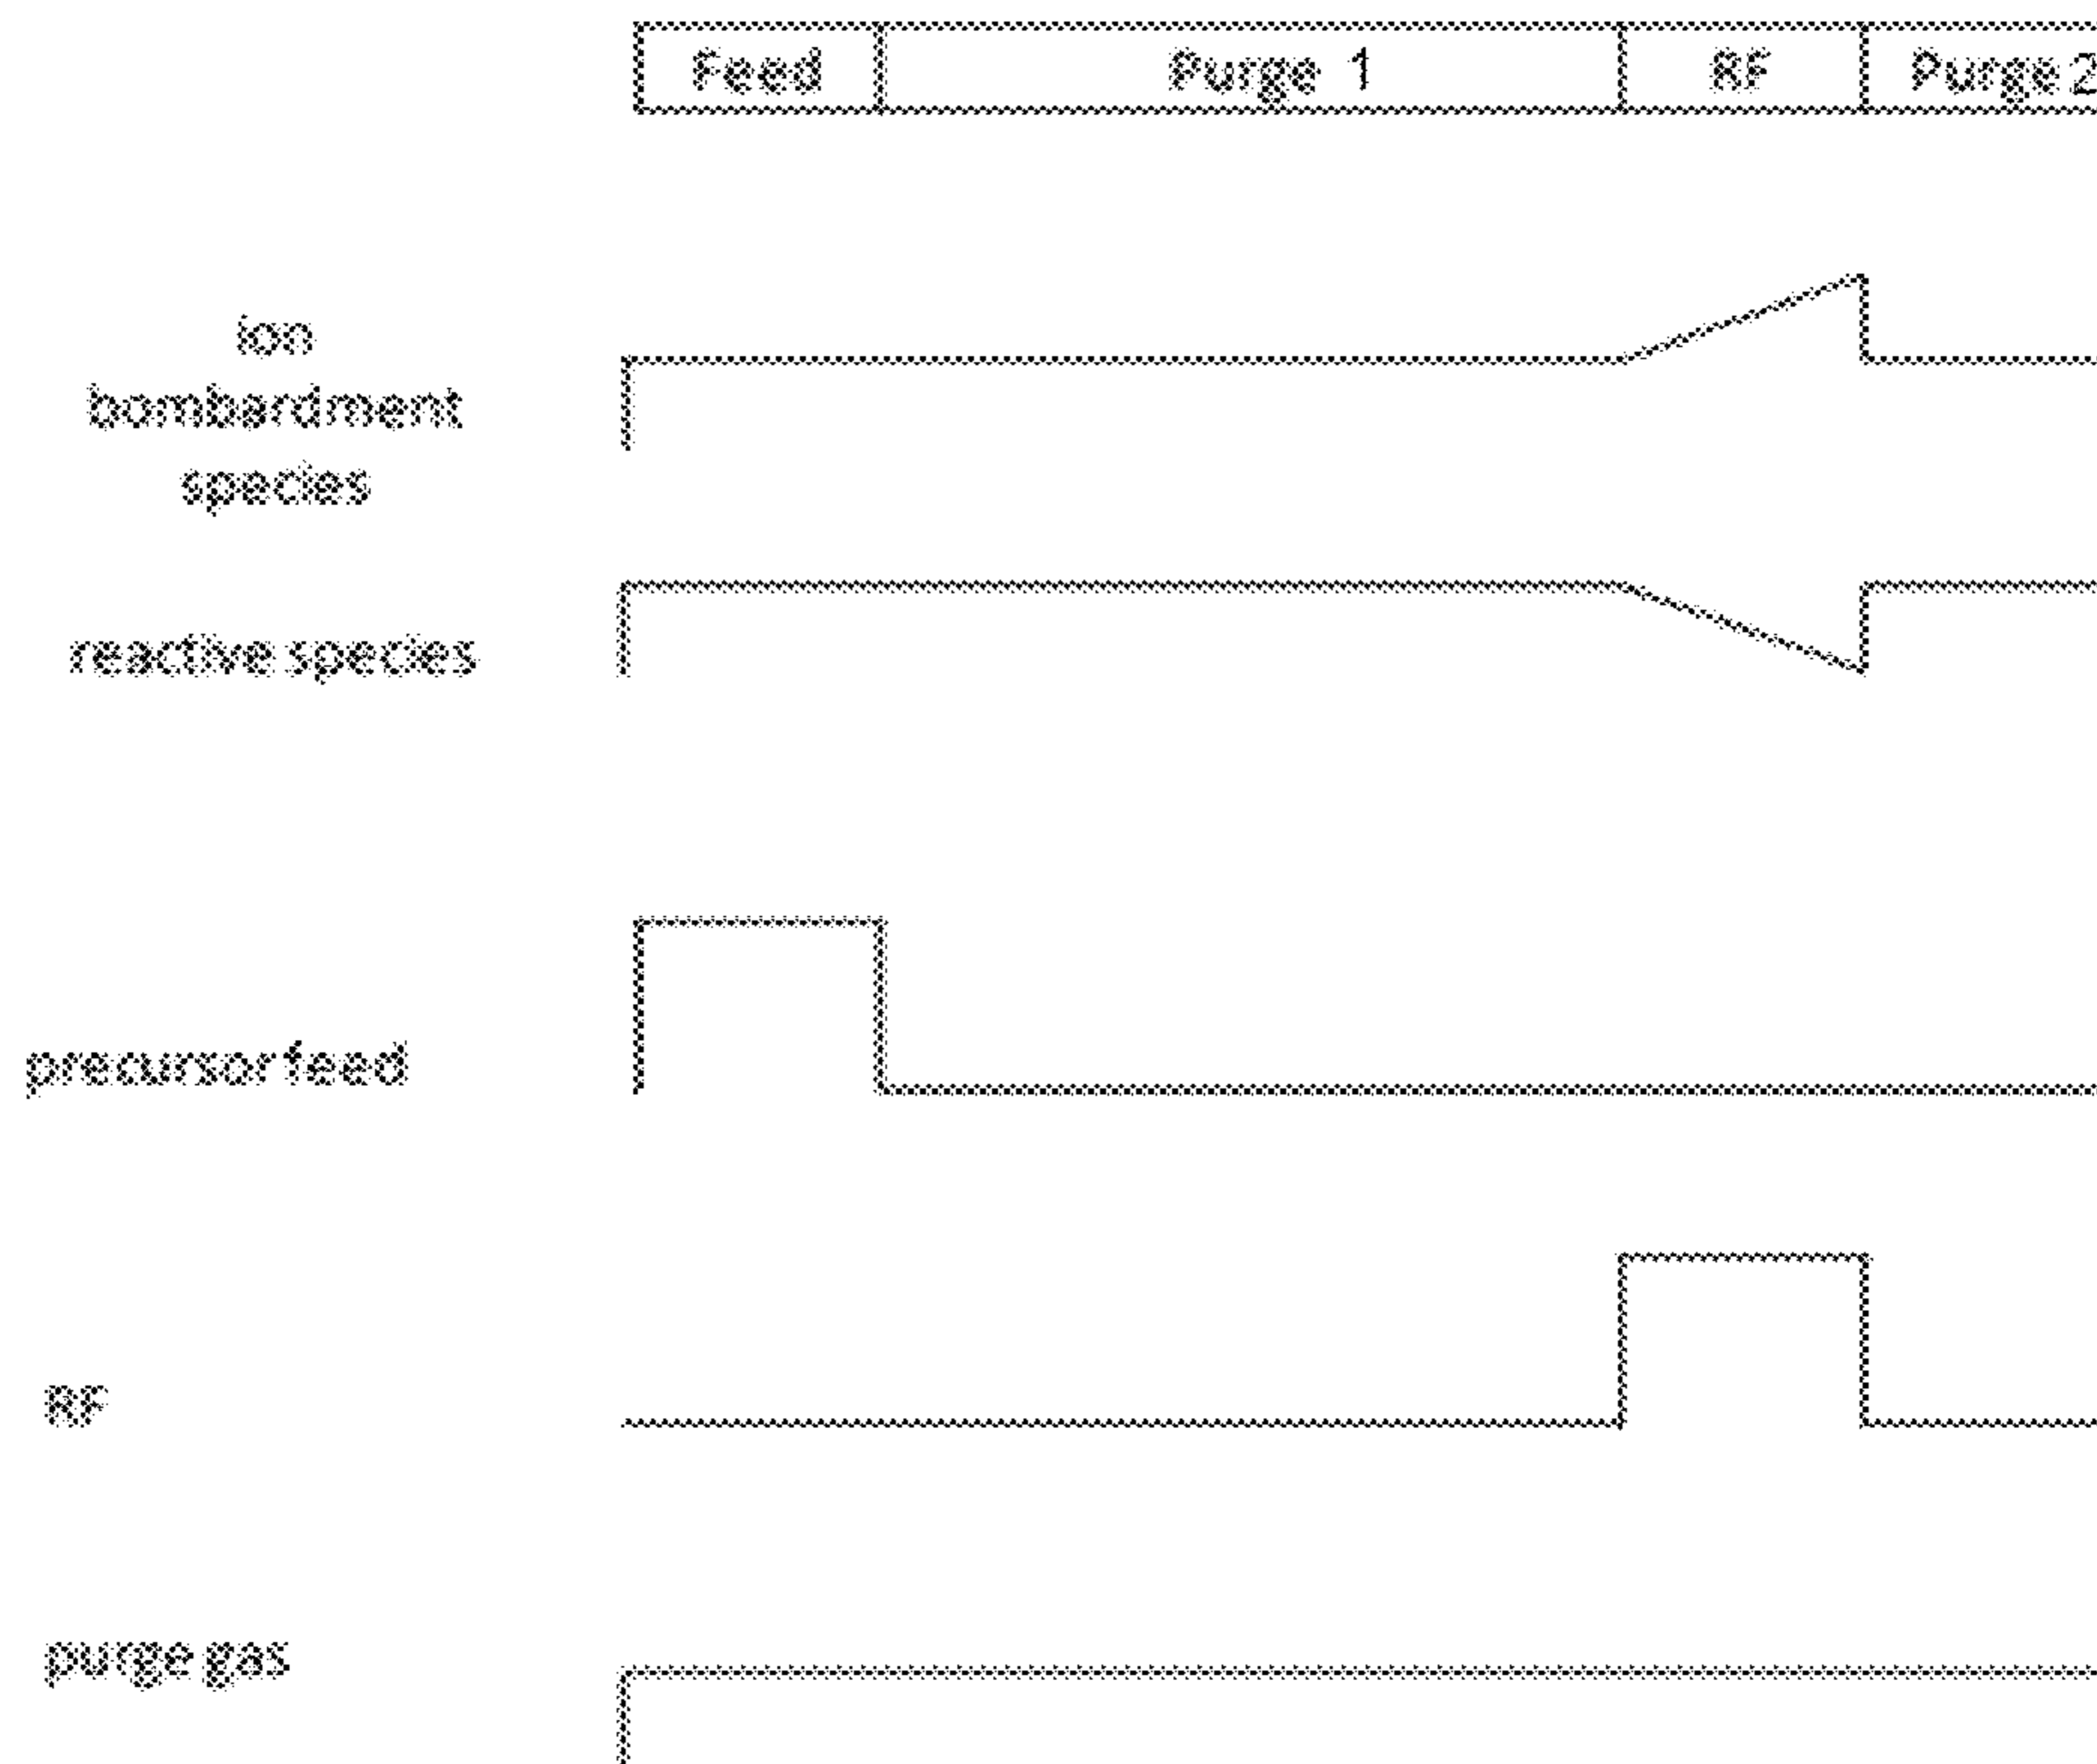 Feed Purge 1 RF Purge 2
ion
bombardment
species
reactive species
precursor feed
RF
purge gas